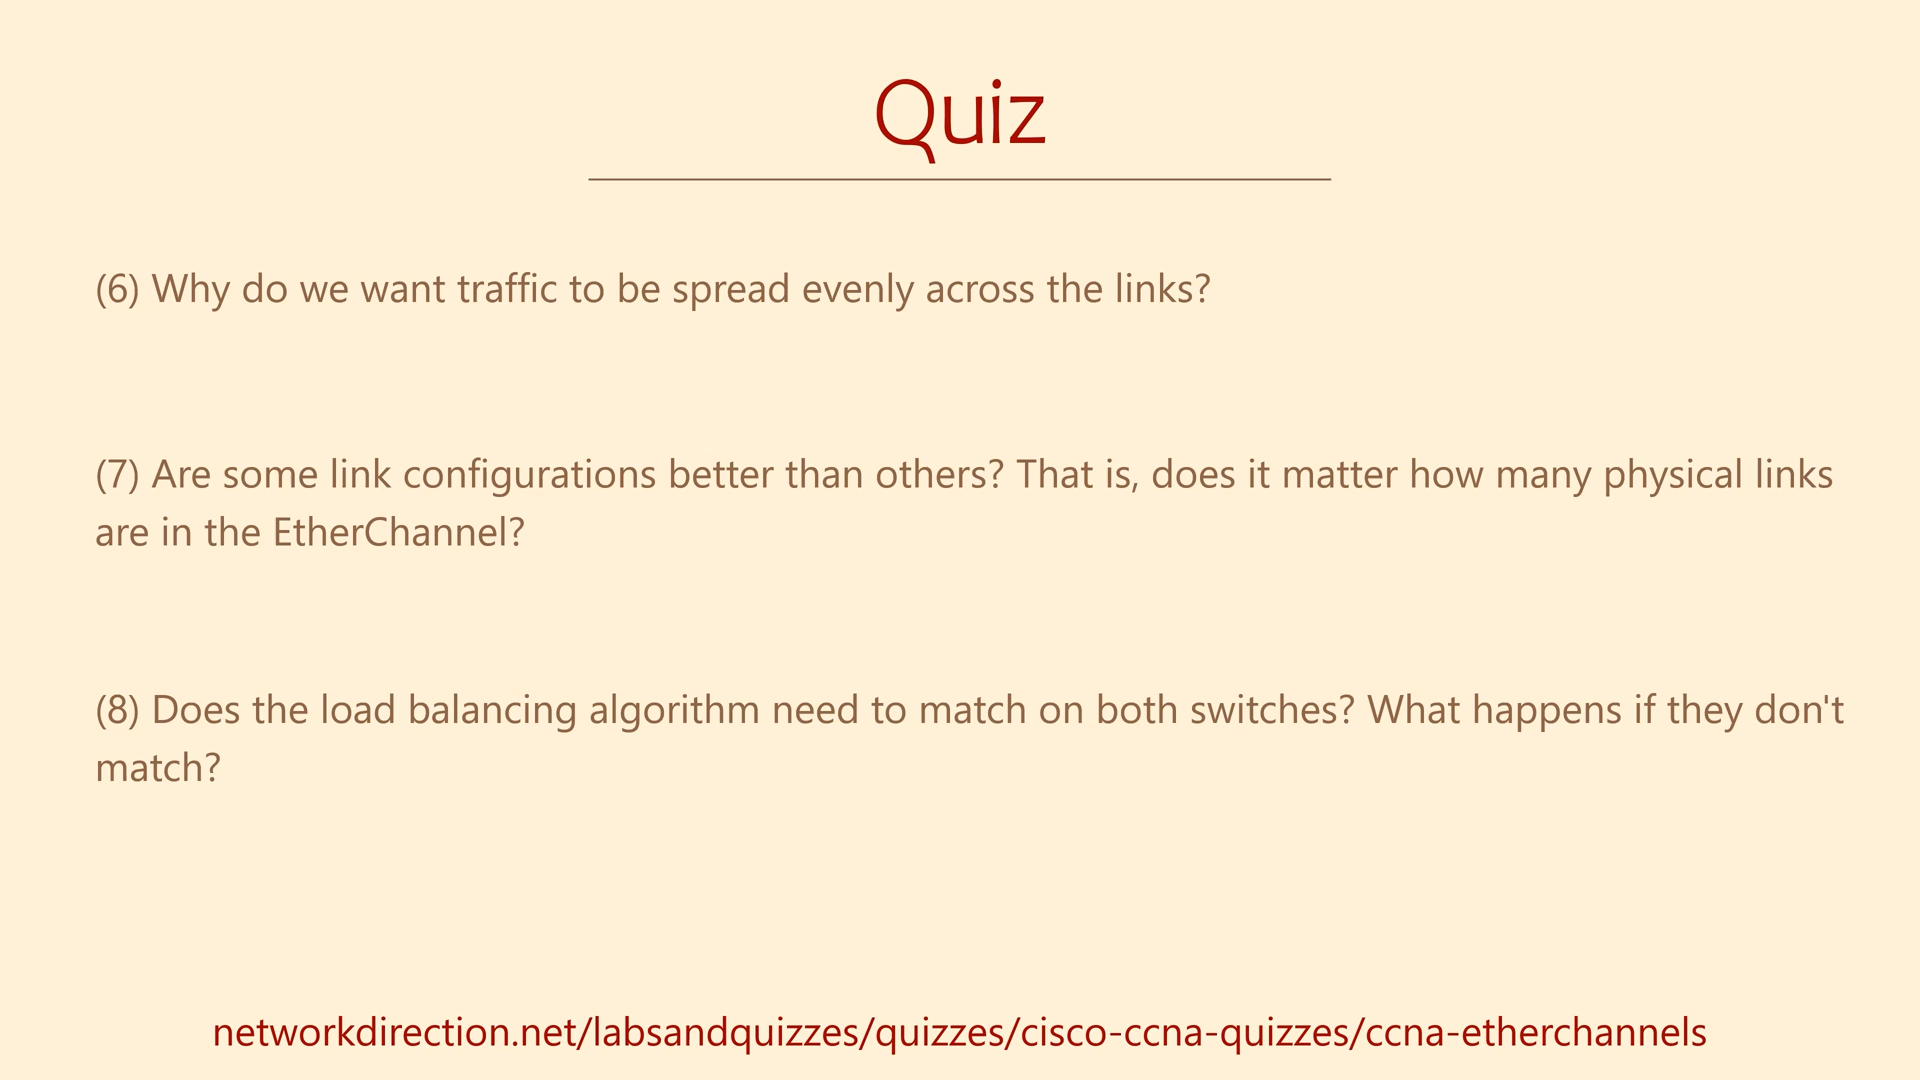 Quiz
(6) Why do we want traffic to be spread evenly across the links?
(7) Are some link configurations better than others? That is, does it matter how many physical links
are in the EtherChannel?
(8) Does the load balancing algorithm need to match on both switches? What happens if they don't
match?
networkdirection.net/labsandquizzes/quizzes/cisco-ccna-quizzes/ccna-etherchannels